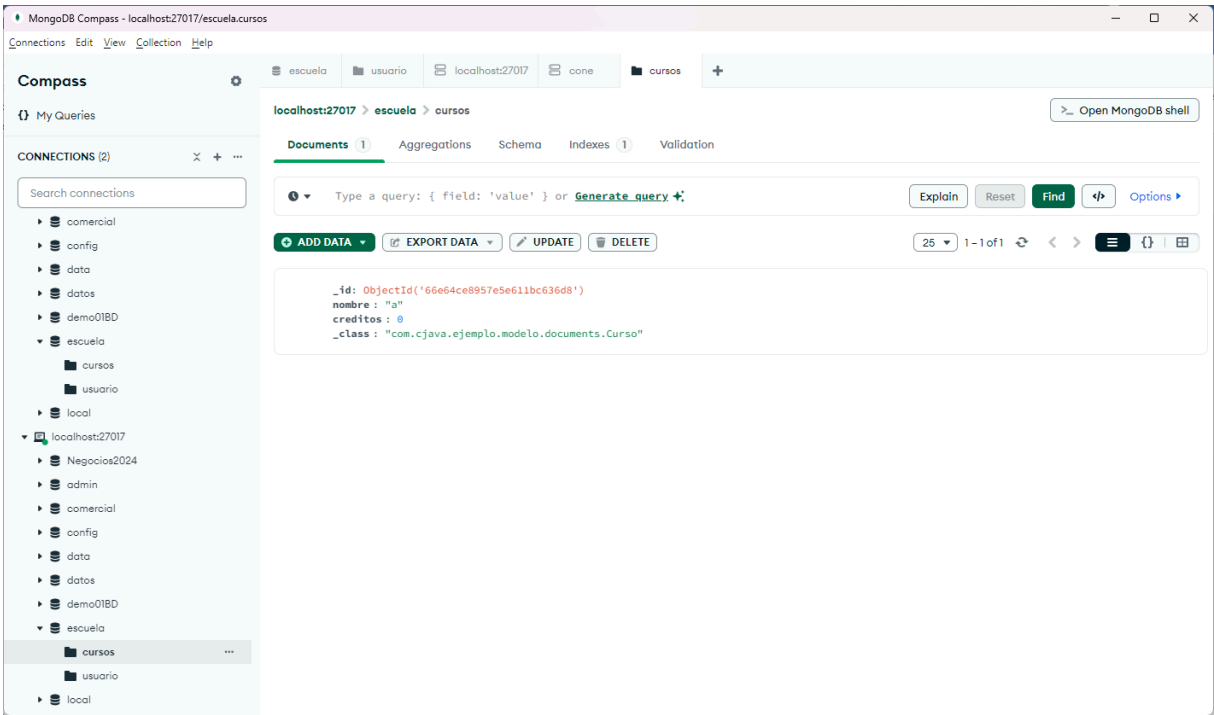 MongoDB Compass - localhost:27017/escuela.cursos
Connections Edit View Collection Help
Compass
{} My Queries
CONNECTIONS (2)
Search connections
comercial
config
data
datos
demo01BD
escuela
cursos
usuario
local
localhost:27017
Negocios2024
admin
comercial
config
data
datos
demo01BD
escuela
cursos
usuario
local
escuela usuario localhost:27017 cone cursos
localhost:27017 > escuela > cursos
>_ Open MongoDB shell
Documents 1 Aggregations Schema Indexes 1 Validation
Type a query: { field: 'value' } or Generate query
Explain Reset Find </> Options
ADD DATA EXPORT DATA UPDATE DELETE
25 1 – 1 of 1 {}
_id: ObjectId('66e64ce8957e5e611bc636d8')
nombre : "a"
creditos : 0
_class : "com.cjava.ejemplo.modelo.documents.Curso"